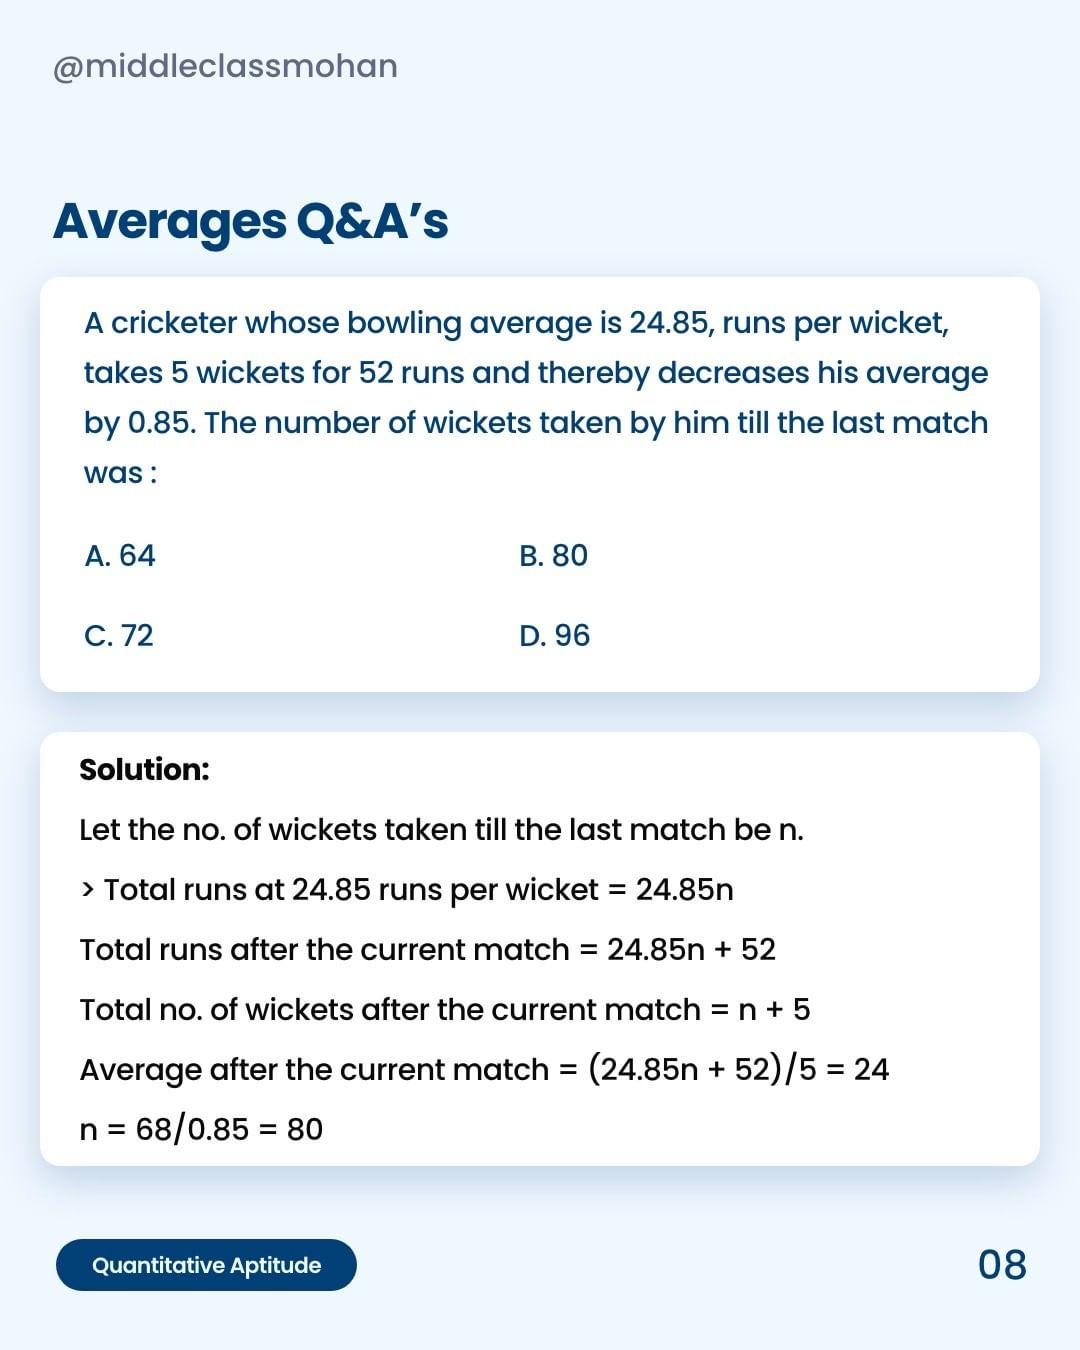 @middleclassmohan
Averages Q&A’s
A cricketer whose bowling average is 24.85, runs per wicket,
takes 5 wickets for 52 runs and thereby decreases his average
by 0.85. The number of wickets taken by him till the last match
was :
A. 64
B. 80
C. 72
D. 96
Solution:
Let the no. of wickets taken till the last match be n.
> Total runs at 24.85 runs per wicket = 24.85n
Total runs after the current match = 24.85n + 52
Total no. of wickets after the current match = n + 5
Average after the current match = (24.85n + 52)/5 = 24
n = 68/0.85 = 80
Quantitative Aptitude
08